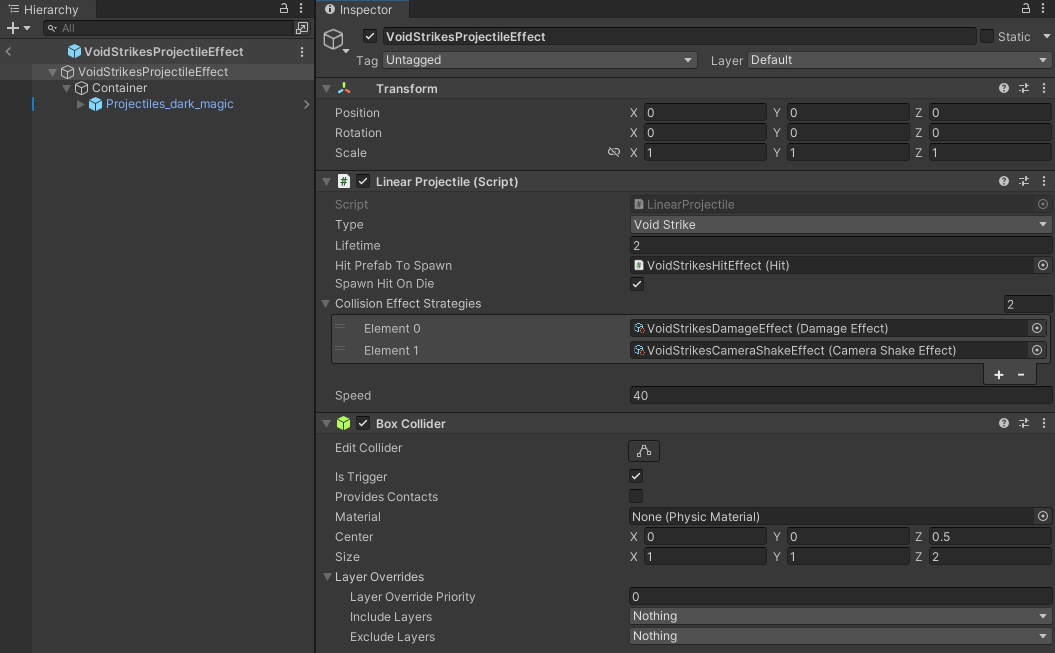 Hierarchy
All
VoidStrikesProjectileEffect
VoidStrikesProjectileEffect
Container
Projectiles_dark_magic
Inspector
VoidStrikesProjectileEffect Static
Tag Untagged Layer Default
Transform
Position X 0 Y 0 Z 0
Rotation X 0 Y 0 Z 0
Scale X 1 Y 1 Z 1
# Linear Projectile (Script)
Script # LinearProjectile
Type Void Strike
Lifetime 2
Hit Prefab To Spawn # VoidStrikesHitEffect (Hit)
Spawn Hit On Die
Collision Effect Strategies 2
Element 0 VoidStrikesDamageEffect (Damage Effect)
Element 1 VoidStrikesCameraShakeEffect (Camera Shake Effect)
+ -
Speed 40
Box Collider
Edit Collider
Is Trigger
Provides Contacts
Material None (Physic Material)
Center X 0 Y 0 Z 0.5
Size X 1 Y 1 Z 2
Layer Overrides
Layer Override Priority 0
Include Layers Nothing
Exclude Layers Nothing